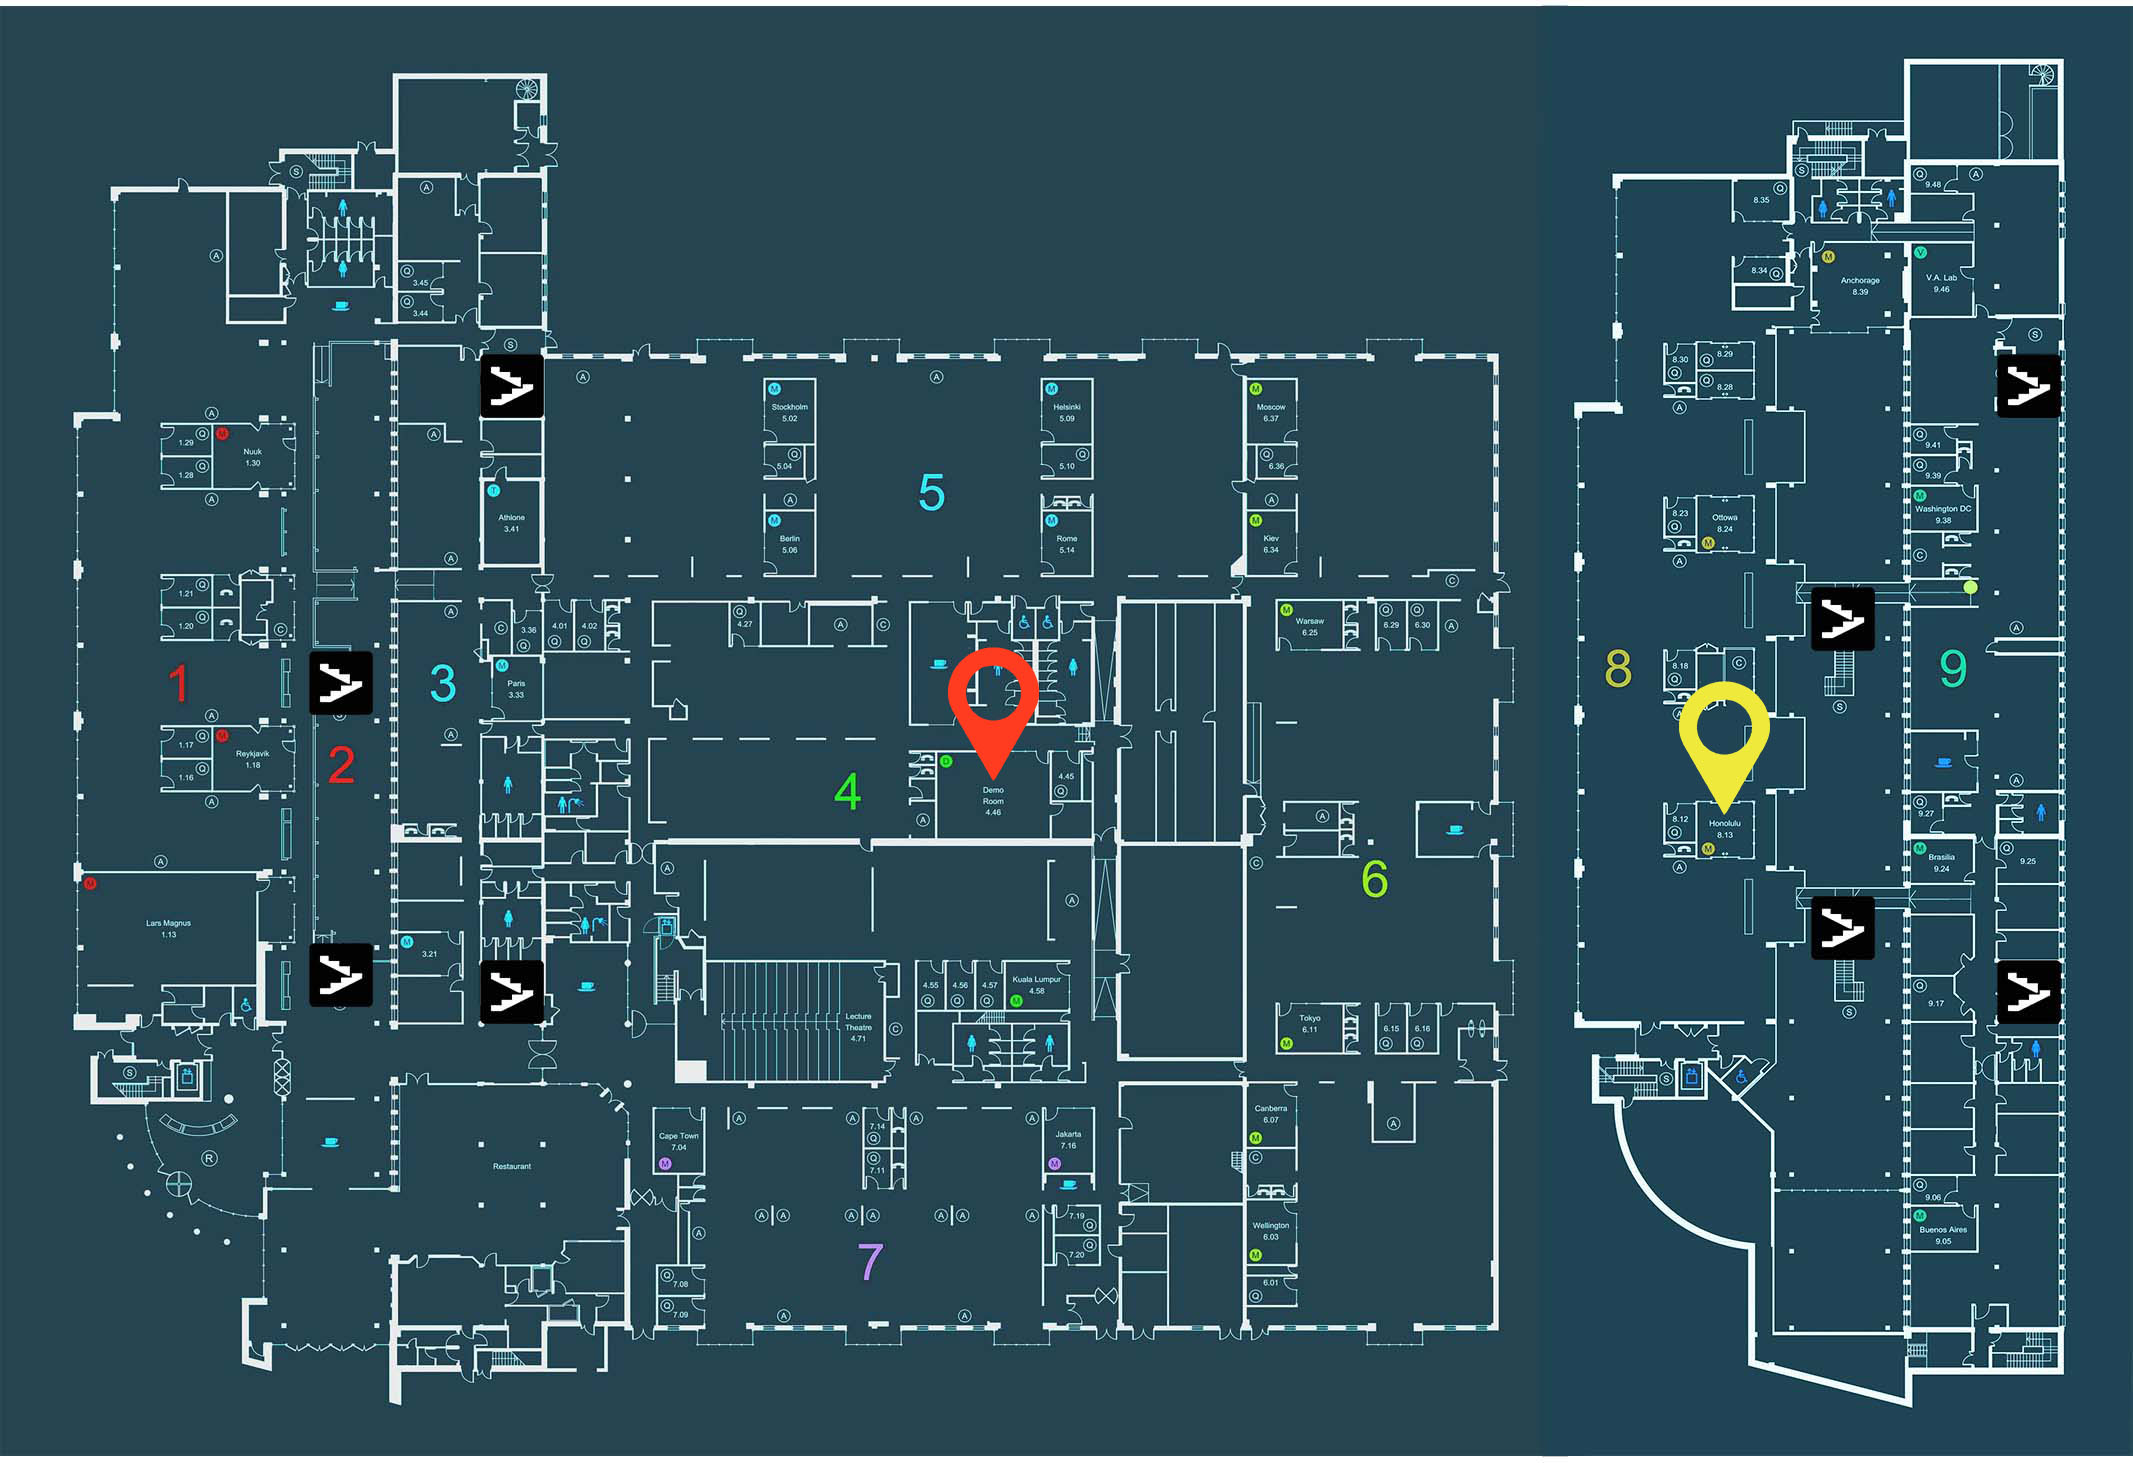 S
A
A
Q
3.45
Q
3.44
S
A
A
A
A
1.29
Q
M
Nuuk
1.30
1.28
Q
A
A
T
Athlone
3.41
A
M
Stockholm
5.02
Q
5.04
A
M
Berlin
5.06
5
M
Helsinki
5.09
Q
5.10
M
Rome
5.14
M
Moscow
6.37
Q
6.36
A
M
Kiev
6.34
C
1.21
Q
1.20
Q
C
A
C
3.36
Q
4.01
Q
4.02
Q
Q
4.27
A
C
M
Warsaw
6.25
Q
6.29
Q
6.30
A
1
2
3
M
Paris
3.33
A
A
1.17
Q
M
Reykjavik
1.18
1.16
Q
A
A
4
D
Demo
Room
4.46
4.45
Q
A
A
6
C
M
Lars Magnus
1.13
M
3.21
A
A
Lecture
Theatre
4.71
C
4.55
Q
4.56
Q
4.57
Q
Kuala Lumpur
4.58
M
M
Tokyo
6.11
M
6.15
Q
6.16
Q
S
R
Restaurant
Cape Town
7.04
M
A
A
7.14
Q
Q
7.11
A
A
Jakarta
7.16
M
Canberra
6.07
M
C
A
A
A
A
A
A
A
A
A
7.19
Q
Q
7.20
7
Wellington
6.03
M
6.01
Q
Q
7.08
Q
7.09
A
A
8.35
Q
8.34
Q
S
M
Anchorage
8.39
Q
9.48
A
V
V.A. Lab
9.46
S
8.30
Q
8.29
Q
Q
8.28
A
Q
9.41
Q
9.39
M
Washington DC
9.38
C
8.23
Q
Ottowa
8.24
M
A
A
8
8.18
Q
C
9
S
A
8.12
Q
Honolulu
8.13
M
A
Q
9.27
M
Brasilia
9.24
Q
9.25
Q
9.17
S
S
Q
9.06
M
Buenos Aires
9.05